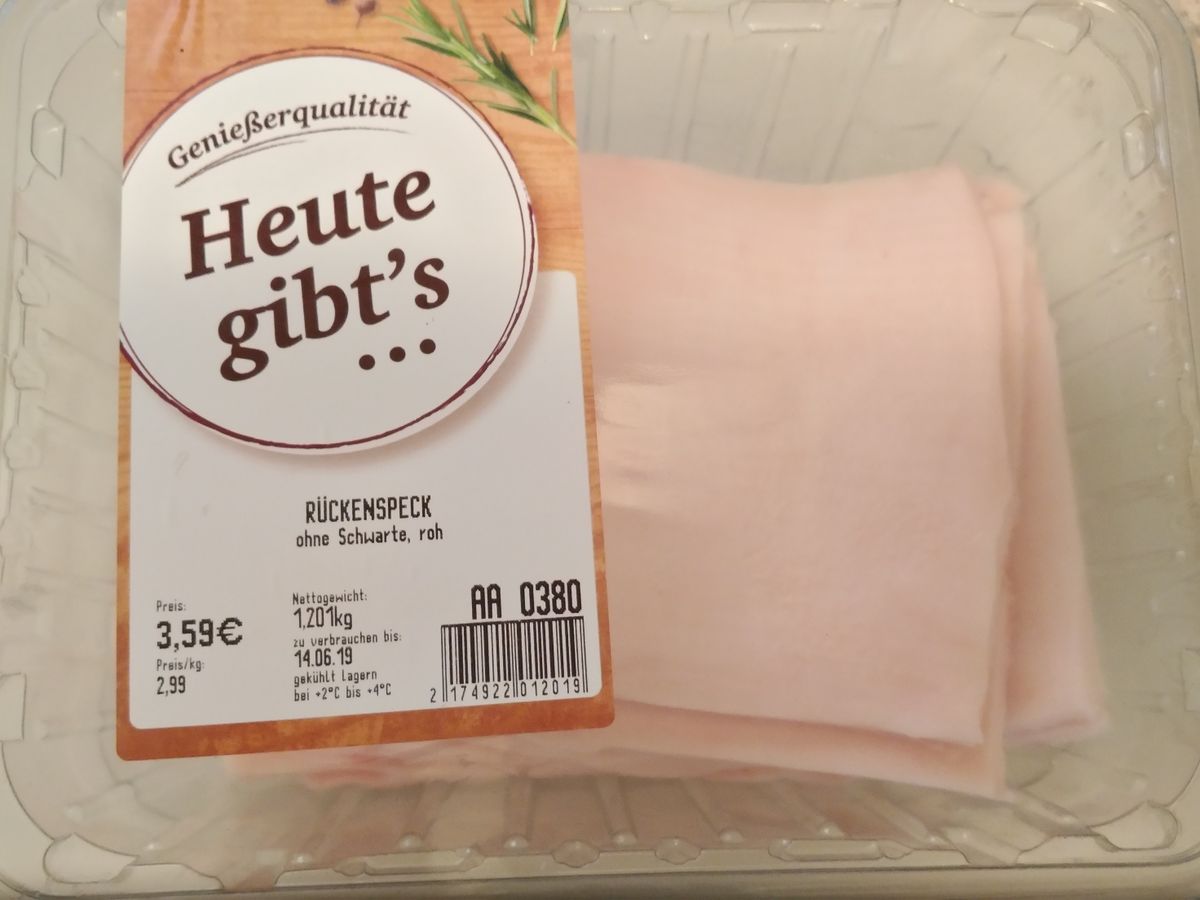 Genießerqualität
Heute
gibt's
...
RÜCKENSPECK
ohne Schwarte, roh
Preis:
3,59€
Preis/kg:
2,99
Nettogewicht:
1,201kg
zu verbrauchen bis:
14.06.19
gekühlt lagern
bei +2°C bis +4°C
AA 0380
2 174922 012019